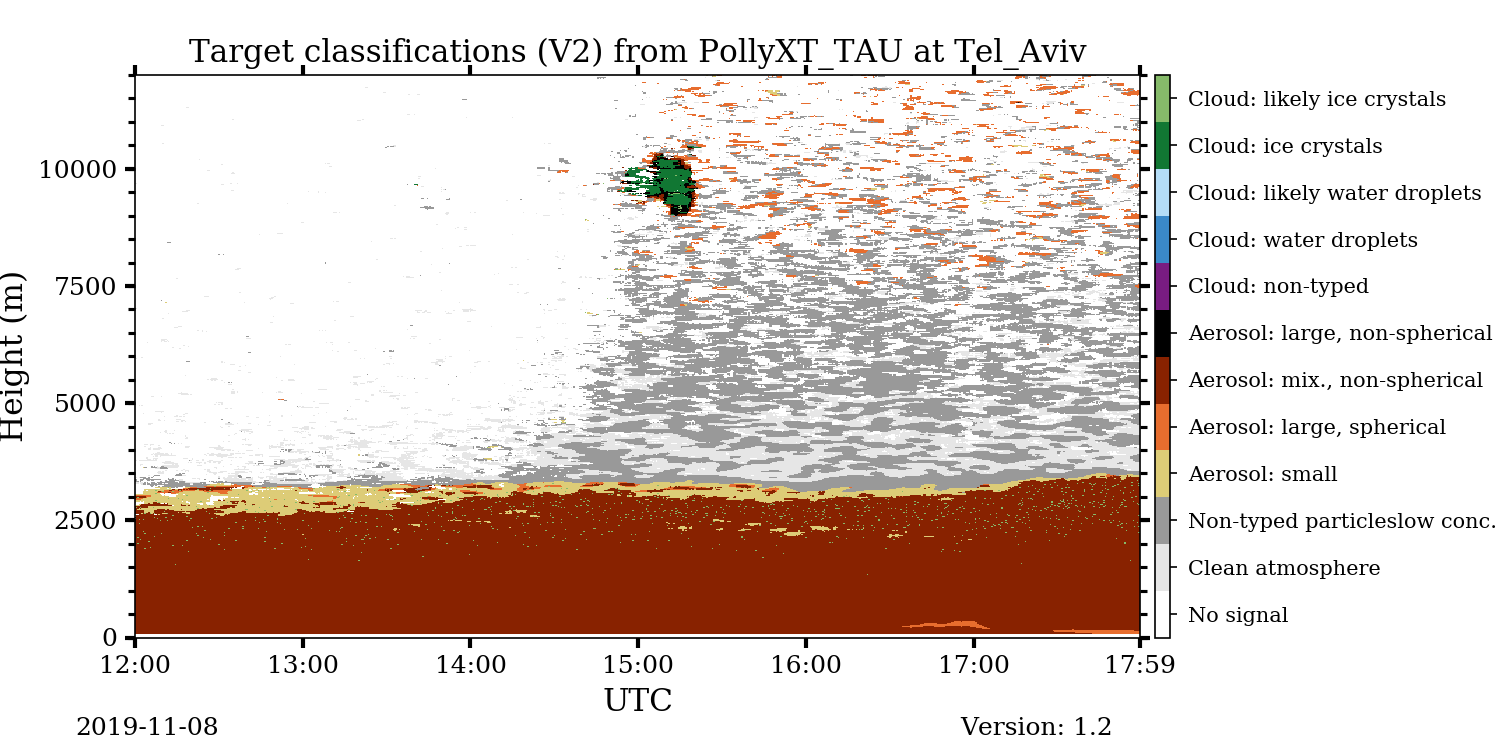 Target classifications (V2) from PollyXT_TAU at Tel_Aviv
Height (m)
10000
7500
5000
2500
0
12:00 13:00 14:00 15:00 16:00 17:00 17:59
UTC
Cloud: likely ice crystals
Cloud: ice crystals
Cloud: likely water droplets
Cloud: water droplets
Cloud: non-typed
Aerosol: large, non-spherical
Aerosol: mix., non-spherical
Aerosol: large, spherical
Aerosol: small
Non-typed particleslow conc.
Clean atmosphere
No signal
2019-11-08
Version: 1.2